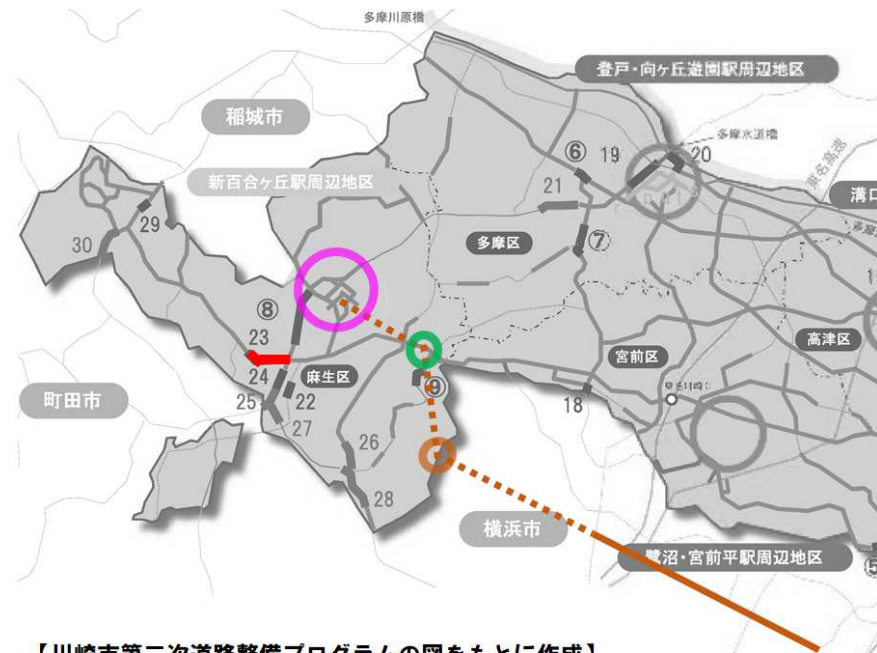 多摩川原橋
登戸・向ヶ丘遊園駅周辺地区
稲城市
多摩水道橋
東名高速
⑥ 19
20
新百合ヶ丘駅周辺地区
21
溝口
29
多摩区
⑦
30
⑧
23
高津区
宮前区
24
麻生区
⑨
町田市
25
22
18
27
26
28
横浜市
鷺沼・宮前平駅周辺地区
⑤
【川崎市第二次道路整備プログラムの図をもとに作成】